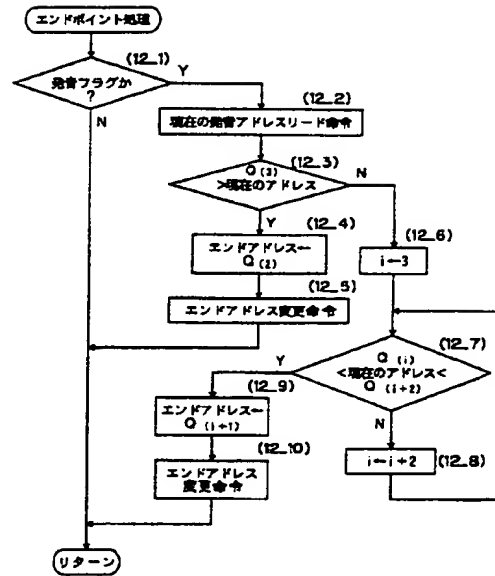 エンドポイント処理
(12_1)
発音フラグか
?
Y
N
(12_2)
現在の発音アドレスリード命令
(12_3)
Q(3)
>現在のアドレス
N
Y
(12_4)
エンドアドレス←
Q(2)
(12_5)
エンドアドレス変更命令
(12_6)
i←3
(12_7)
Q(i)
<現在のアドレス<
Q(i+2)
Y
N
(12_9)
エンドアドレス←
Q(i+1)
(12_10)
エンドアドレス
変更命令
(12_8)
i←i+2
リターン